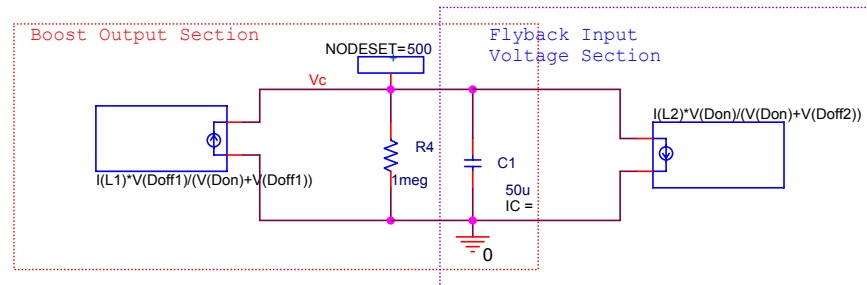 Boost Output Section
Flyback Input
Voltage Section
NODESET=500
+
Vc
I(L1)*V(Doff1)/(V(Don)+V(Doff1))
R4
1meg
C1
50u
IC =
I(L2)*V(Don)/(V(Don)+V(Doff2))
0